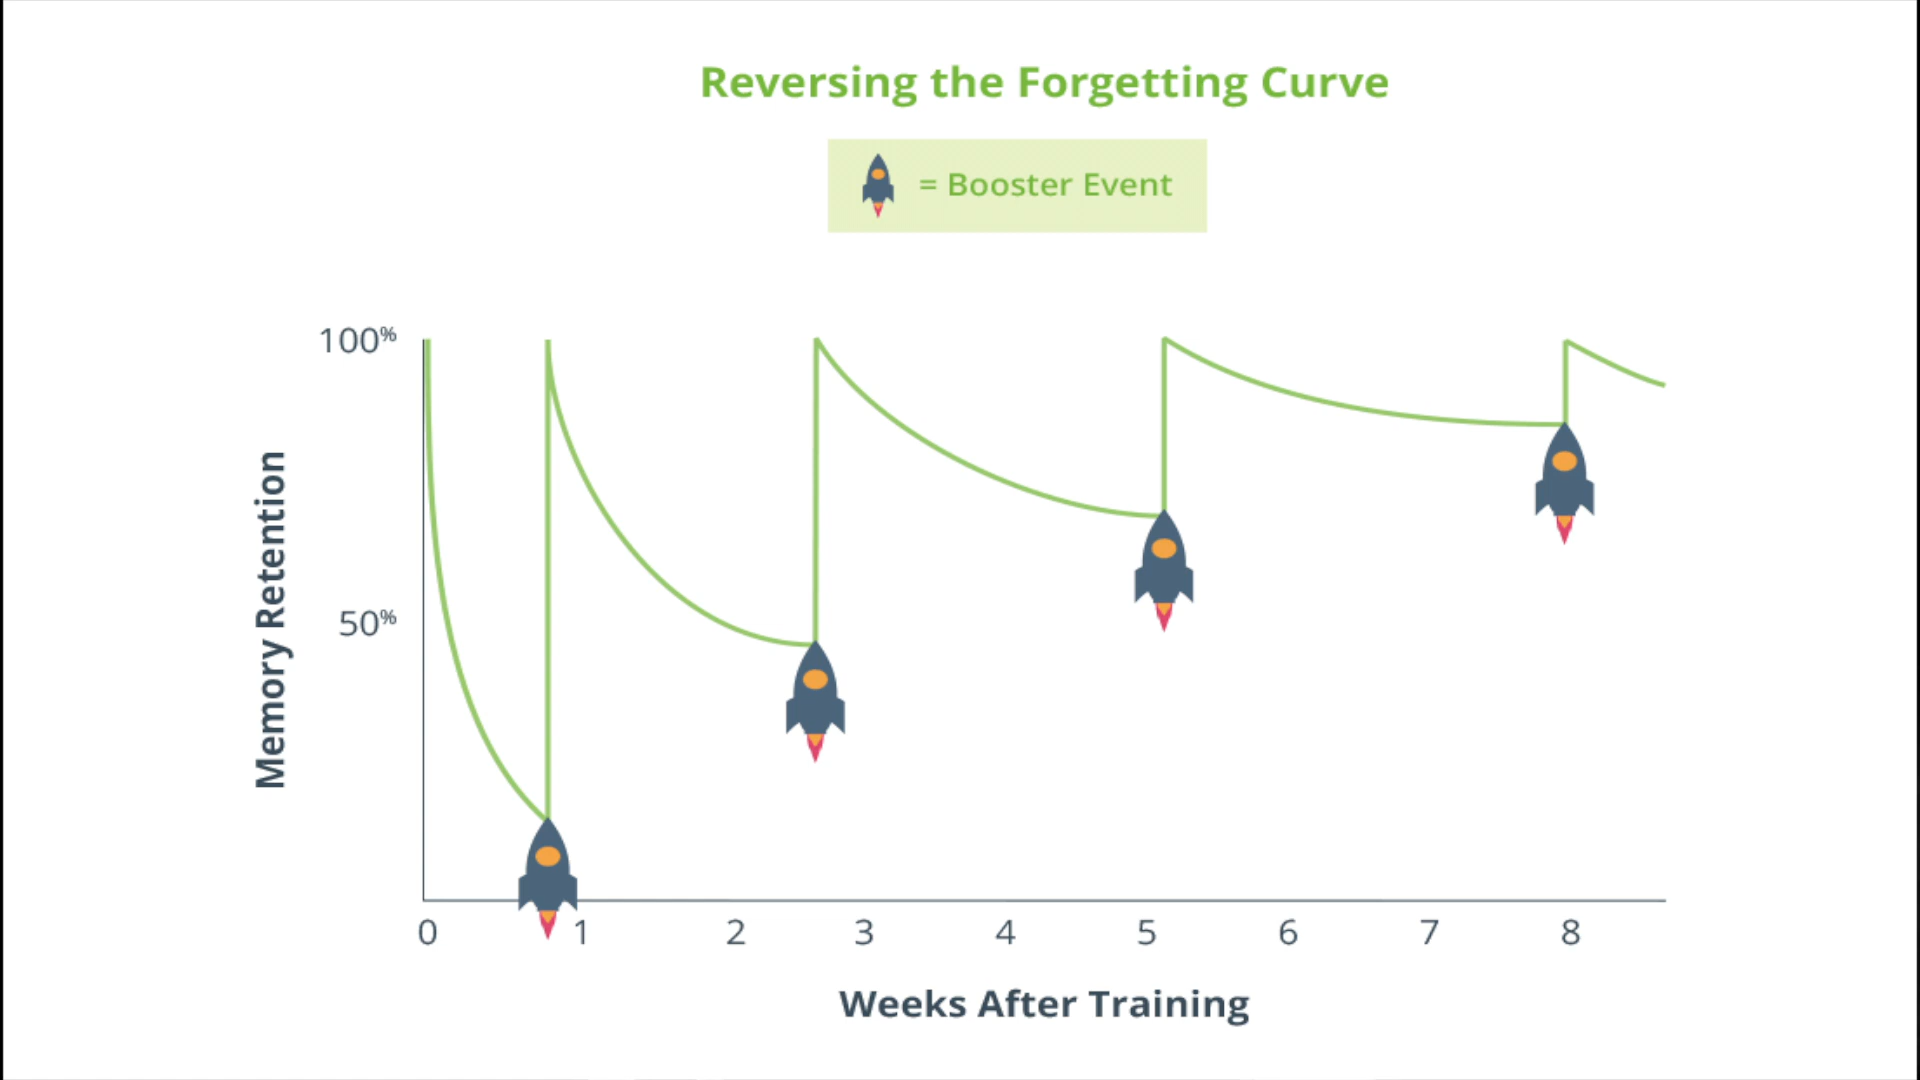 Reversing the Forgetting Curve
= Booster Event
100%
50%
Memory Retention
0 1 2 3 4 5 6 7 8
Weeks After Training